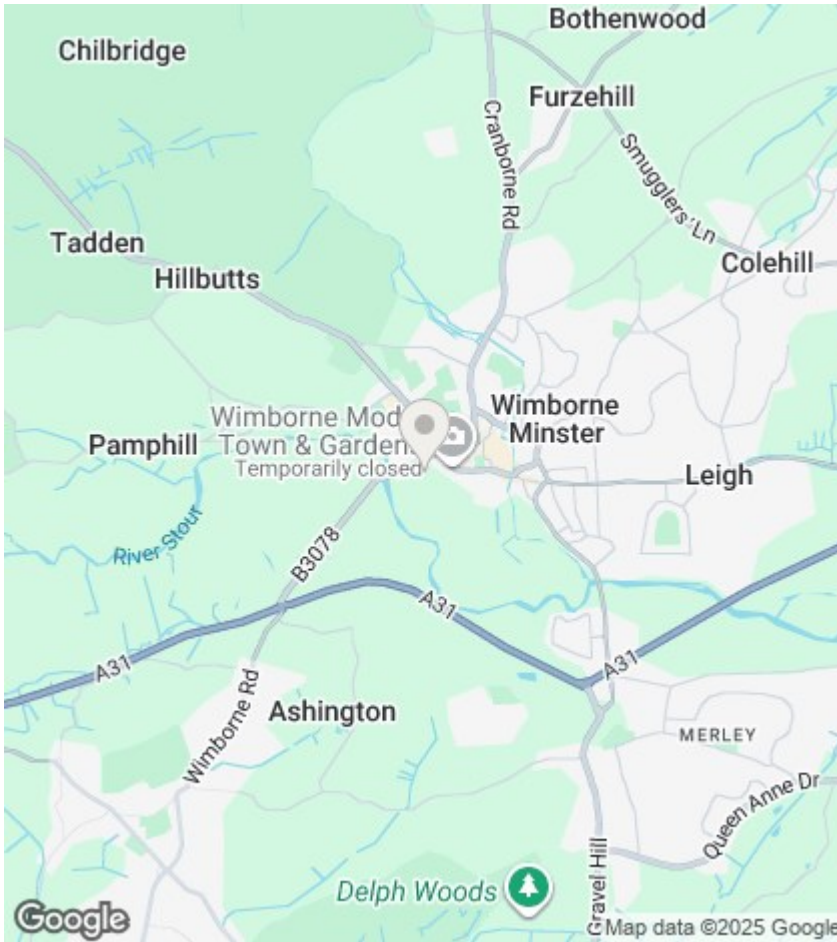 Bothenwood
Chilbridge
Furzehill
Cranborne Rd
Smugglers' Ln
Tadden
Colehill
Hillbutts
Wimborne Mod
Town & Gardens
Temporarily closed
Wimborne
Minster
Pamphill
Leigh
River Stour
B3078
A31
A31
A31
Wimborne Rd
Ashington
MERLEY
Queen Anne Dr
Gravel Hill
Delph Woods
Google
Map data ©2025 Google